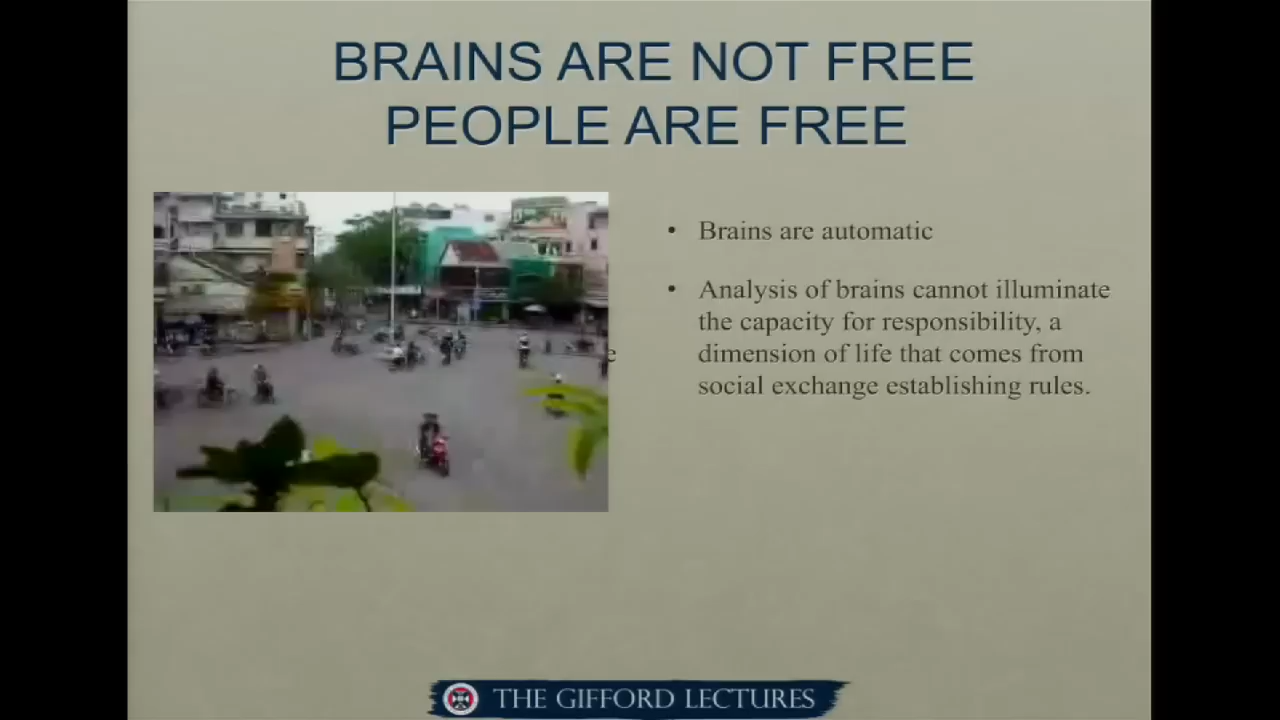 BRAINS ARE NOT FREE
PEOPLE ARE FREE
• Brains are automatic
• Analysis of brains cannot illuminate
the capacity for responsibility, a
e
dimension of life that comes from
social exchange establishing rules.
THE GIFFORD LECTURES